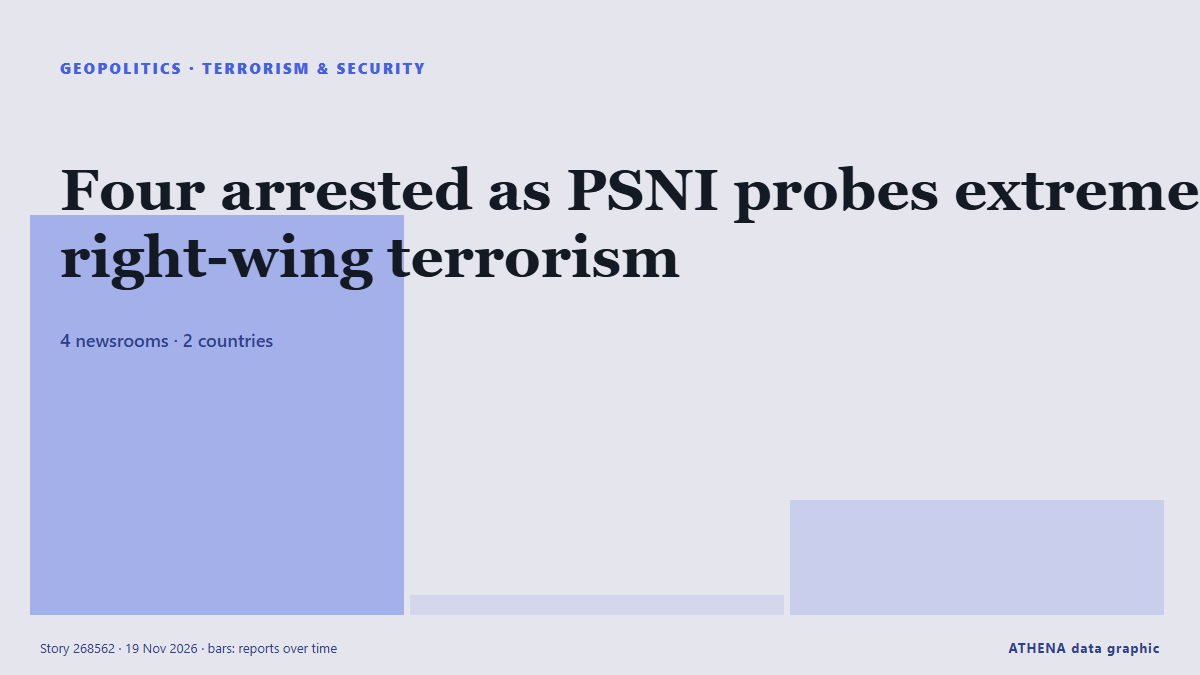 GEOPOLITICS · TERRORISM & SECURITY
Four arrested as PSNI probes extreme
right-wing terrorism
4 newsrooms · 2 countries
Story 268562 · 19 Nov 2026 · bars: reports over time
ATHENA data graphic